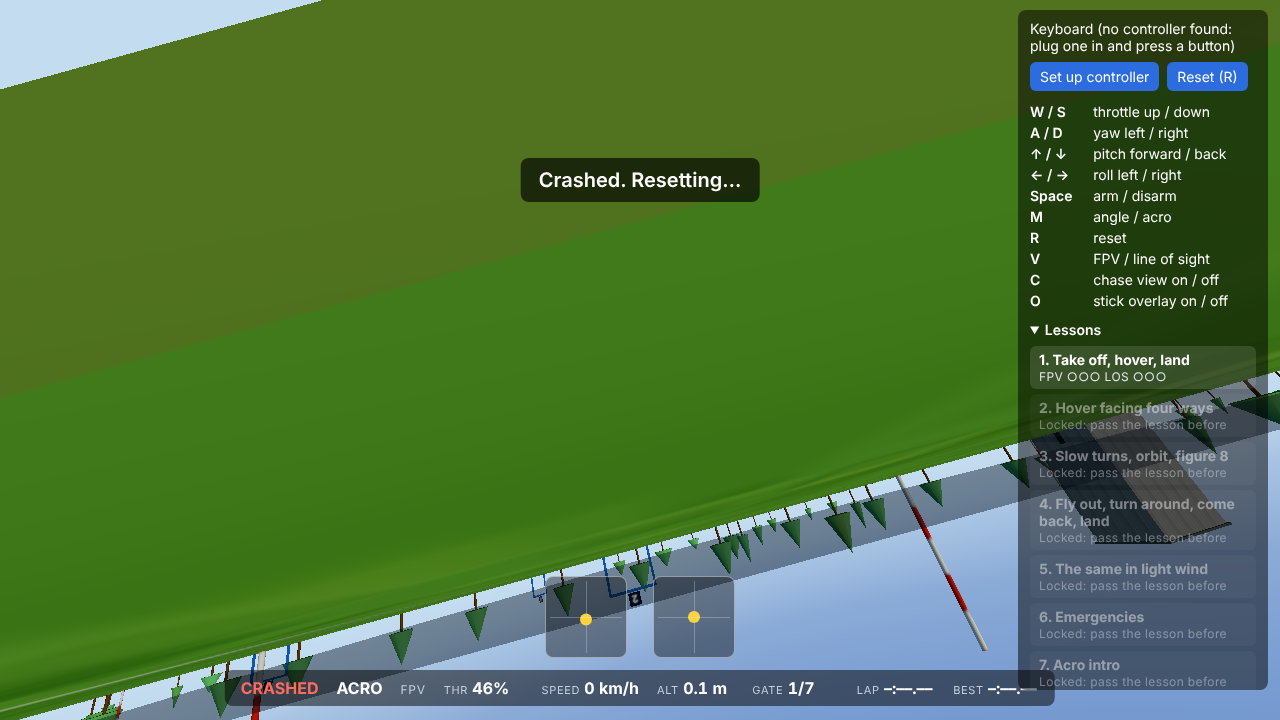 Keyboard (no controller found:
plug one in and press a button)
Set up controller
Reset (R)
W / S throttle up / down
A / D yaw left / right
↑ / ↓ pitch forward / back
← / → roll left / right
Space arm / disarm
M angle / acro
R reset
V FPV / line of sight
C chase view on / off
O stick overlay on / off
▼ Lessons
1. Take off, hover, land
FPV ○○○ LOS ○○○
2. Hover facing four ways
Locked: pass the lesson before
3. Slow turns, orbit, figure 8
Locked: pass the lesson before
4. Fly out, turn around, come
back, land
Locked: pass the lesson before
5. The same in light wind
Locked: pass the lesson before
6. Emergencies
Locked: pass the lesson before
7. Acro intro
Locked: pass the lesson before
Crashed. Resetting...
CRASHED ACRO FPV THR 46% SPEED 0 km/h ALT 0.1 m GATE 1/7 LAP –:––.–– BEST –:––.––